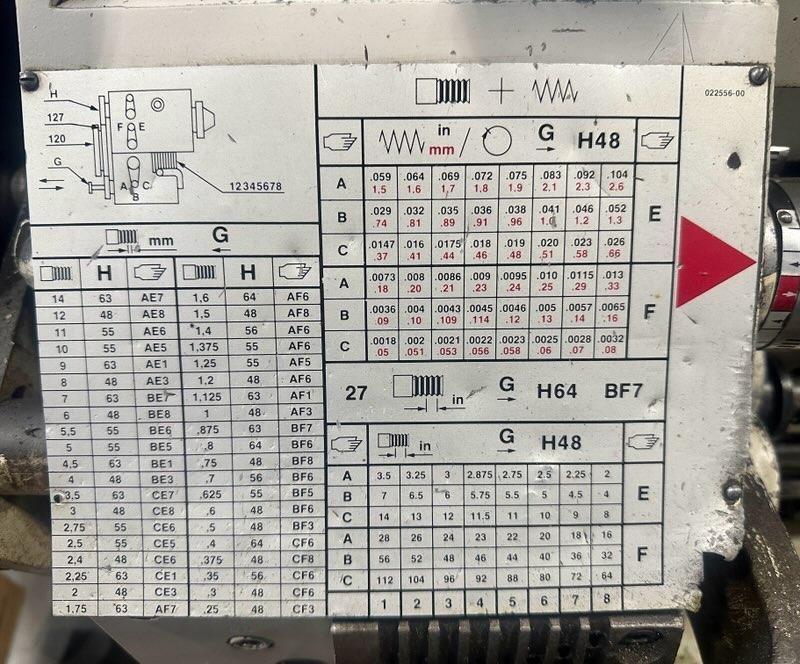 022556-00
H
127
120
G
F E
A C
B
12345678
mm G
H H
14 63 AE7 1,6 64 AF6
12 48 AE8 1,5 48 AF8
11 55 AE6 1,4 56 AF6
10 55 AE5 1,375 55 AF6
9 63 AE1 1,25 55 AF5
8 48 AE3 1,2 48 AF6
7 63 BE7 1,125 63 AF1
6 48 BE8 1 48 AF3
5,5 55 BE6 ,875 63 BF7
5 55 BE5 ,8 64 BF6
4,5 63 BE1 ,75 48 BF8
4 48 BE3 ,7 56 BF6
3,5 63 CE7 ,625 55 BF5
3 48 CE8 ,6 48 BF6
2,75 55 CE6 ,5 48 BF3
2,5 55 CE5 ,4 64 CF6
2,4 48 CE6 ,375 48 CF8
2,25 63 CE1 ,35 56 CF6
2 48 CE3 ,3 48 CF6
1,75 63 AF7 ,25 48 CF3
+
in
mm / G H48
A .059 .064 .069 .072 .075 .083 .092 .104
1.5 1.6 1.7 1.8 1.9 2.1 2.3 2.6
B .029 .032 .035 .036 .038 .041 .046 .052 E
.74 .81 .89 .91 .96 1.0 1.2 1.3
C .0147 .016 .0175 .018 .019 .020 .023 .026
.37 .41 .44 .46 .48 .51 .58 .66
A .0073 .008 .0086 .009 .0095 .010 .0115 .013
.18 .20 .21 .23 .24 .25 .29 .33
B .0036 .004 .0043 .0045 .0046 .005 .0057 .0065 F
.09 .10 .109 .114 .12 .13 .14 .16
C .0018 .002 .0021 .0022 .0023 .0025 .0028 .0032
.05 .051 .053 .056 .058 .06 .07 .08
27 in G H64 BF7
in G H48
A 3.5 3.25 3 2.875 2.75 2.5 2.25 2
B 7 6.5 6 5.75 5.5 5 4.5 4 E
C 14 13 12 11.5 11 10 9 8
A 28 26 24 23 22 20 18 16
B 56 52 48 46 44 40 36 32 F
C 112 104 96 92 88 80 72 64
1 2 3 4 5 6 7 8